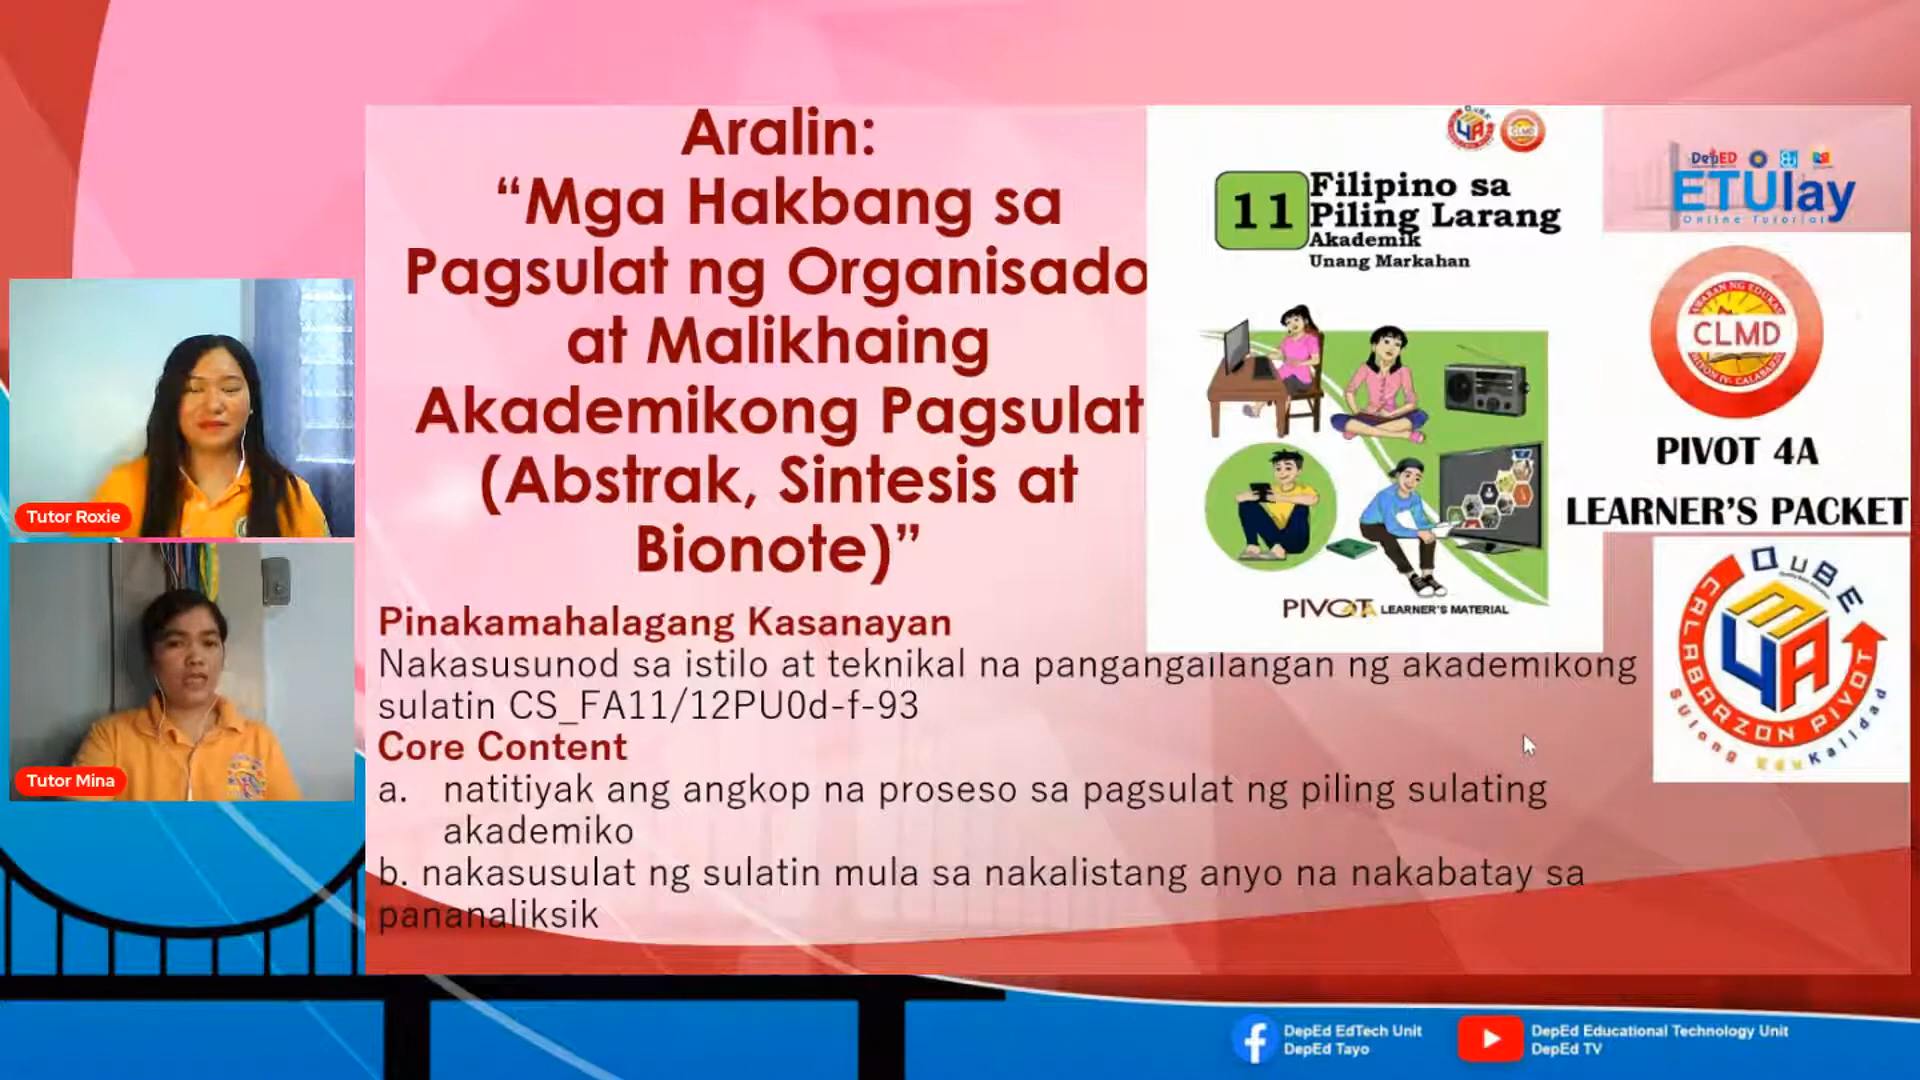 Aralin:
“Mga Hakbang sa
Pagsulat ng Organisado
at Malikhaing
Akademikong Pagsulat
(Abstrak, Sintesis at
Bionote)”
Pinakamahalagang Kasanayan
Nakasusunod sa istilo at teknikal na pangangailangan ng akademikong
sulatin CS_FA11/12PU0d-f-93
Core Content
a. natitiyak ang angkop na proseso sa pagsulat ng piling sulating
akademiko
b. nakasusulat ng sulatin mula sa nakalistang anyo na nakabatay sa
pananaliksik
11
Filipino sa
Piling Larang
Akademik
Unang Markahan
PIVOT 4A LEARNER'S MATERIAL
DepED
ETUlay
Online Tutorial
CLMD
PIVOT 4A
LEARNER’S PACKET
QUBE
4A
CALABARZON PIVOT
Sulong EduKalidad
Tutor Roxie
Tutor Mina
DepEd EdTech Unit
DepEd Tayo
DepEd Educational Technology Unit
DepEd TV